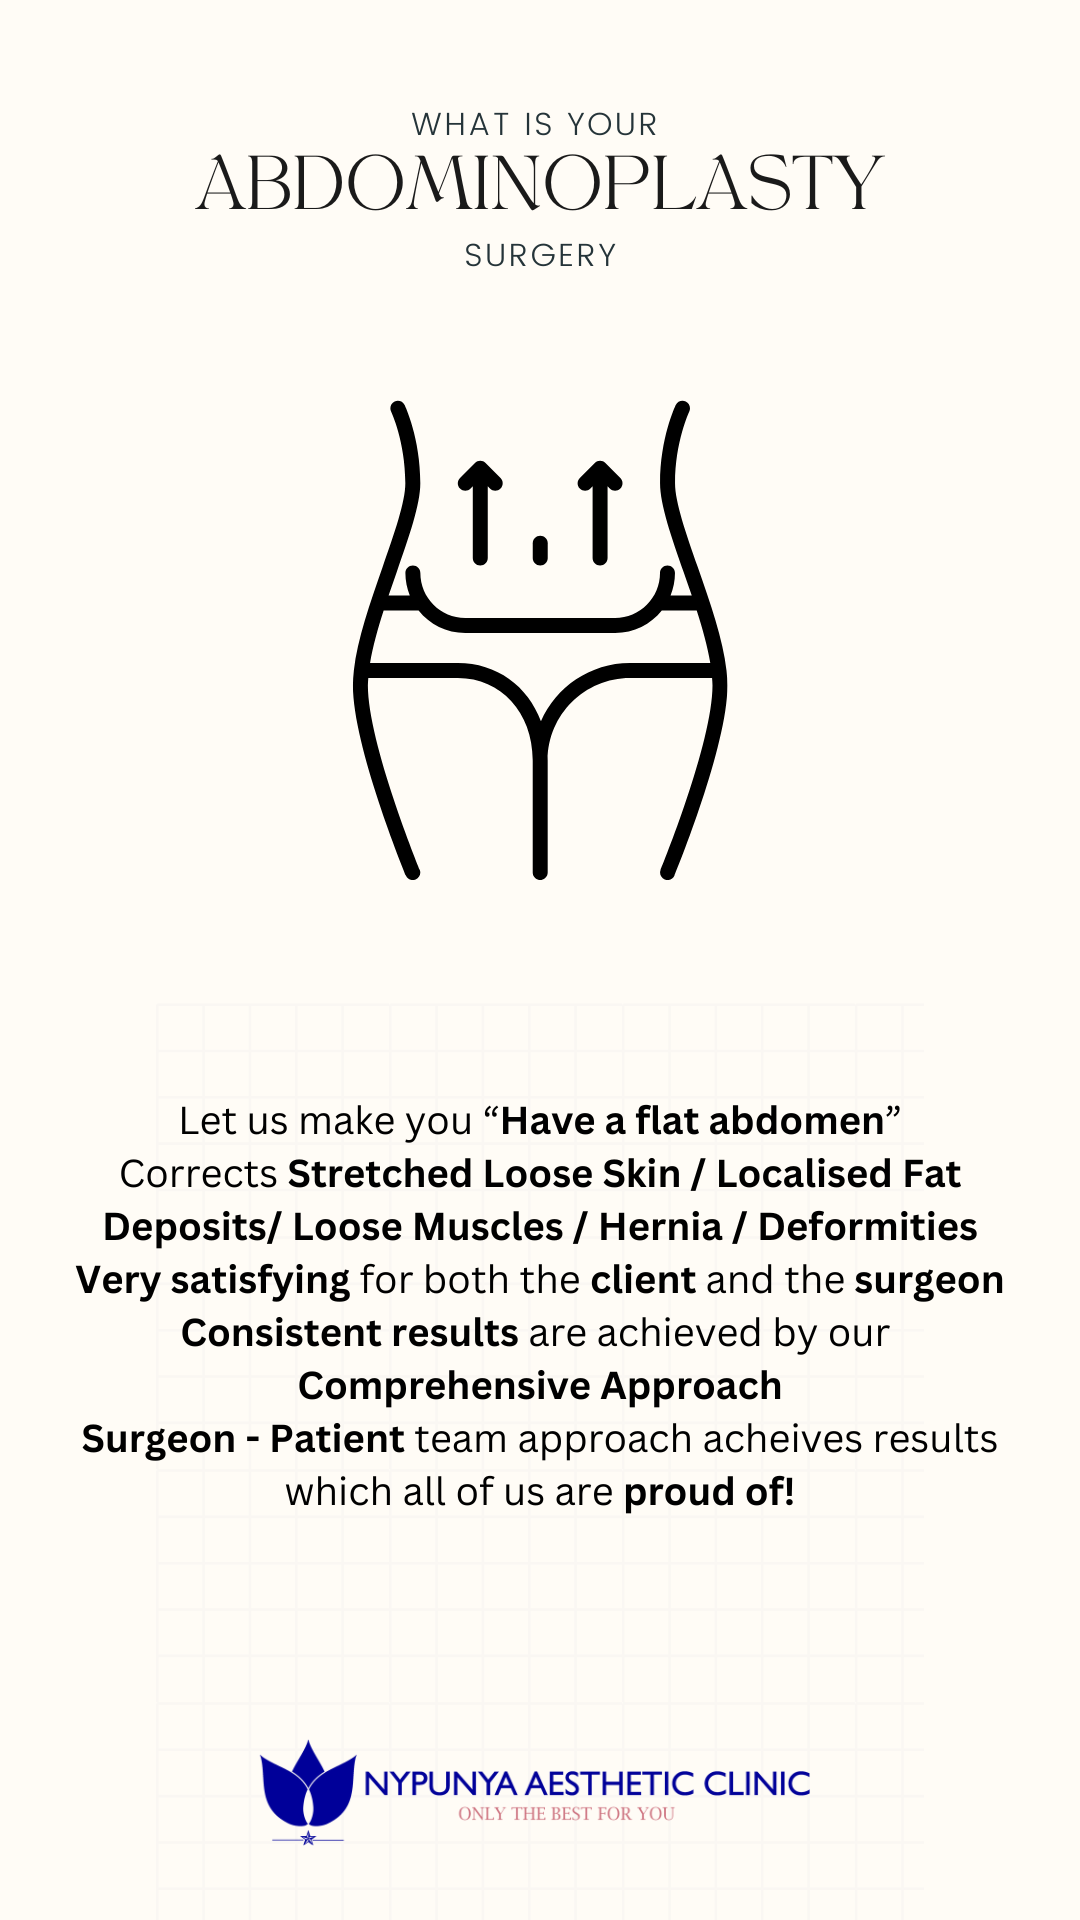 WHAT IS YOUR
ABDOMINOPLASTY
SURGERY
Let us make you “Have a flat abdomen”
Corrects Stretched Loose Skin / Localised Fat
Deposits/ Loose Muscles / Hernia / Deformities
Very satisfying for both the client and the surgeon
Consistent results are achieved by our
Comprehensive Approach
Surgeon - Patient team approach acheives results
which all of us are proud of!
NYPUNYA AESTHETIC CLINIC
ONLY THE BEST FOR YOU